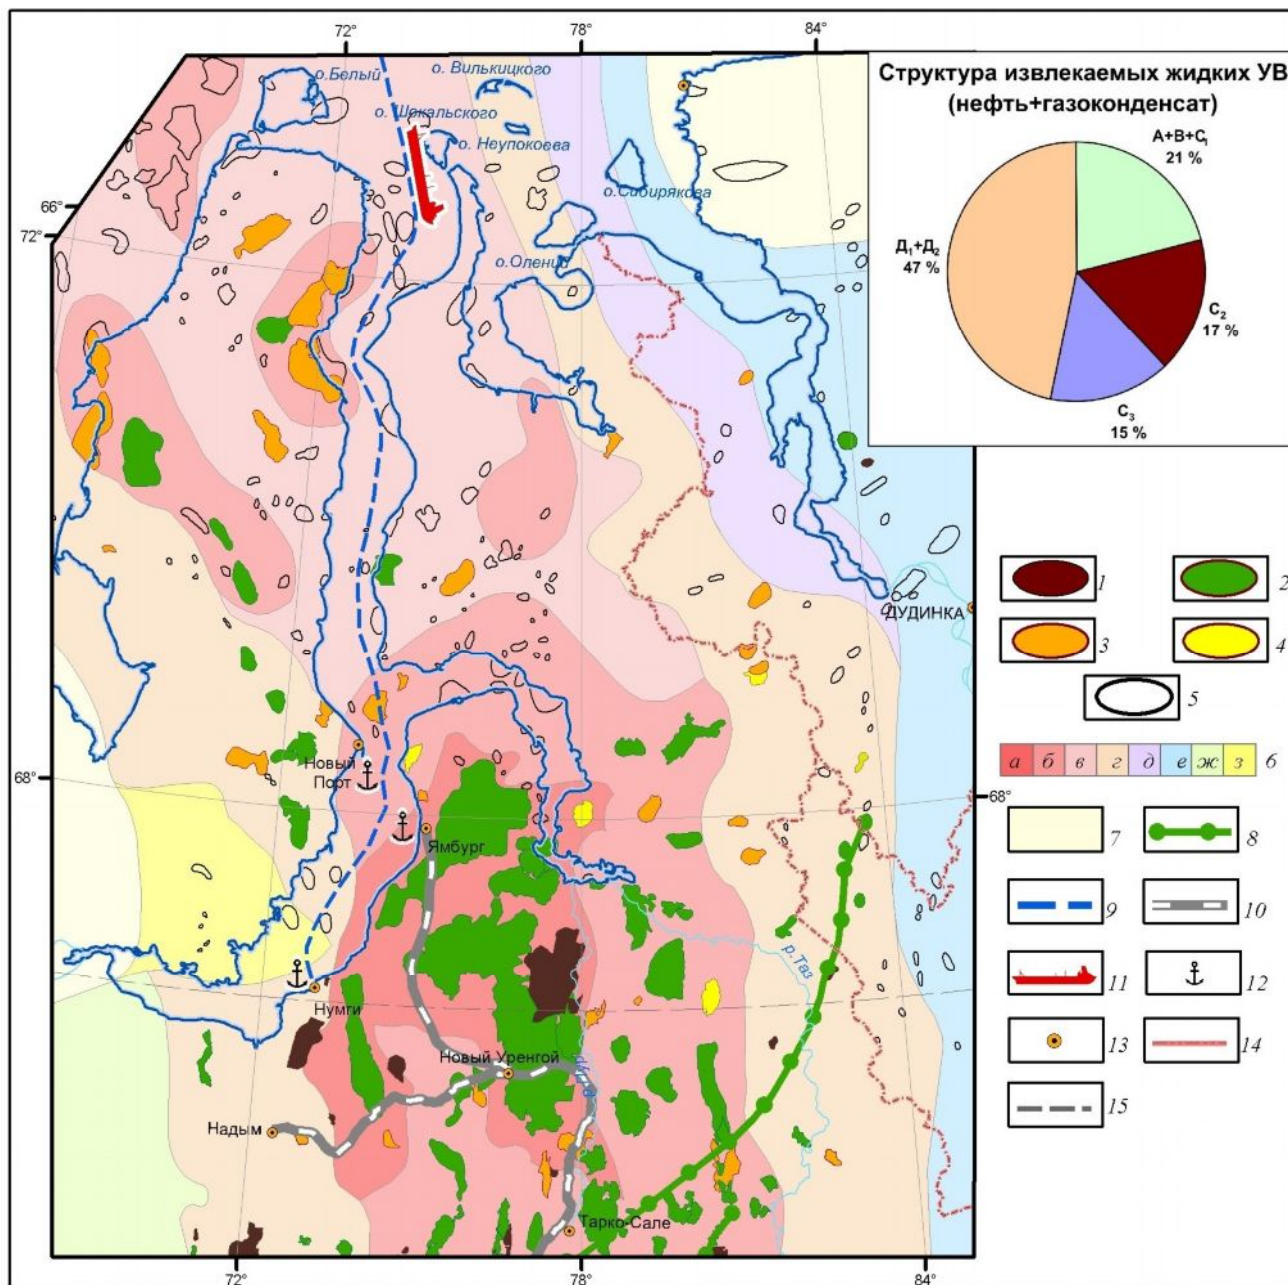 72°
78°
84°
о.Белый
о. Вилькицкого
о. Шокальского
о. Неупокоева
о.Сибирякова
о.Олений
66°
72°
Структура извлекаемых жидких УВ
(нефть+газоконденсат)
A+B+C₁
21 %
Д₁+Д₂
47 %
C₂
17 %
C₃
15 %
ДУДИНКА
Новый
Порт
68°
68°
Ямбург
р.Таз
Нумги
Новый Уренгой
Надым
Тарко-Сале
1
2
3
4
5
а б в г д е ж з 6
7
8
9
10
11
12
13
14
15
72°
78°
84°